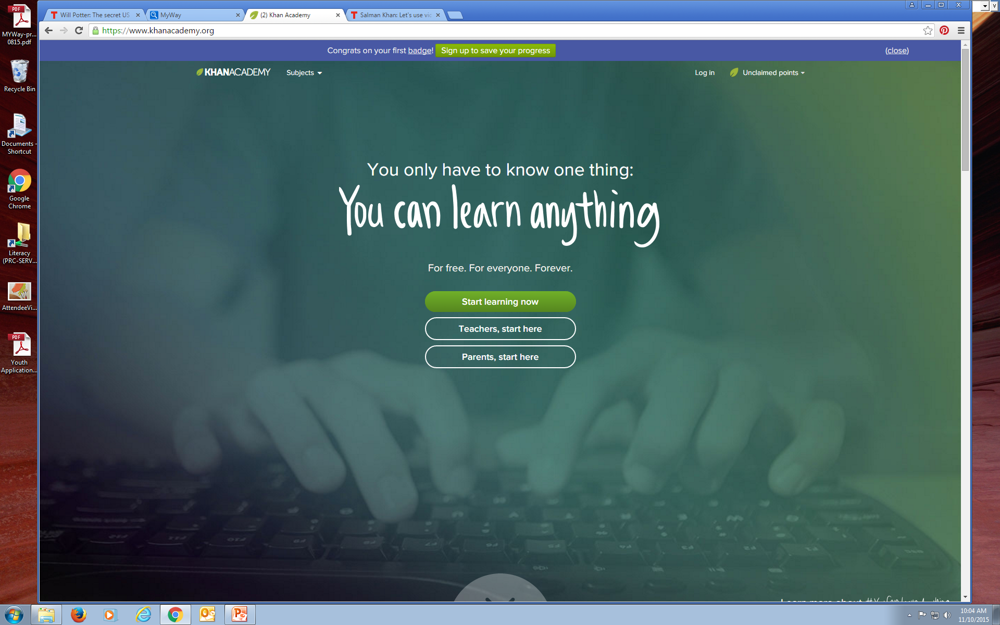 Will Potter: The secret US
MyWay
(2) Khan Academy
Salman Khan: Let's use vid
https://www.khanacademy.org
Congrats on your first badge! Sign up to save your progress (close)
KHANACADEMY Subjects Log in Unclaimed points
You only have to know one thing:
You can learn anything
For free. For everyone. Forever.
Start learning now
Teachers, start here
Parents, start here
PDF
MYWay-pr...
0815.pdf
Recycle Bin
Documents -
Shortcut
Google
Chrome
Literacy
(PRC-SERV...
AttendeeVi...
PDF
Youth
Application...
10:04 AM
11/10/2015